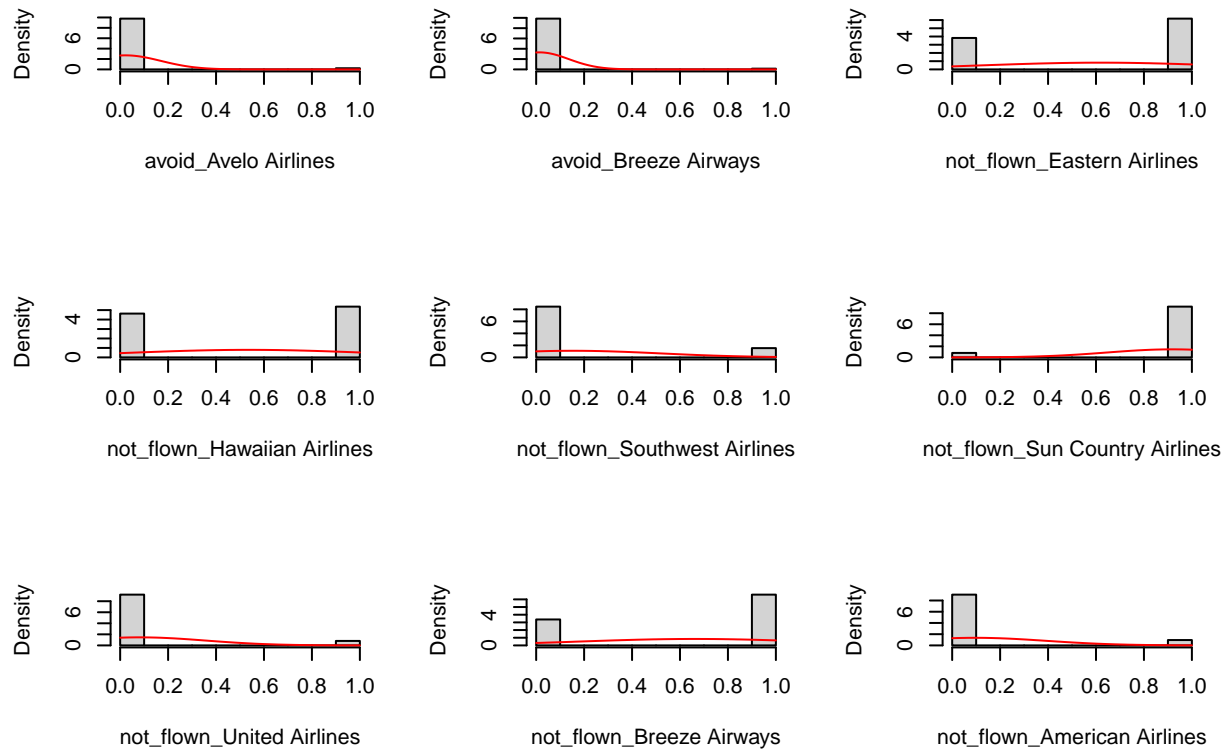 Density
0 6
0.0 0.2 0.4 0.6 0.8 1.0
avoid_Avelo Airlines
Density
0 6
0.0 0.2 0.4 0.6 0.8 1.0
avoid_Breeze Airways
Density
0 4
0.0 0.2 0.4 0.6 0.8 1.0
not_flown_Eastern Airlines
Density
0 4
0.0 0.2 0.4 0.6 0.8 1.0
not_flown_Hawaiian Airlines
Density
0 6
0.0 0.2 0.4 0.6 0.8 1.0
not_flown_Southwest Airlines
Density
0 6
0.0 0.2 0.4 0.6 0.8 1.0
not_flown_Sun Country Airlines
Density
0 6
0.0 0.2 0.4 0.6 0.8 1.0
not_flown_United Airlines
Density
0 4
0.0 0.2 0.4 0.6 0.8 1.0
not_flown_Breeze Airways
Density
0 6
0.0 0.2 0.4 0.6 0.8 1.0
not_flown_American Airlines